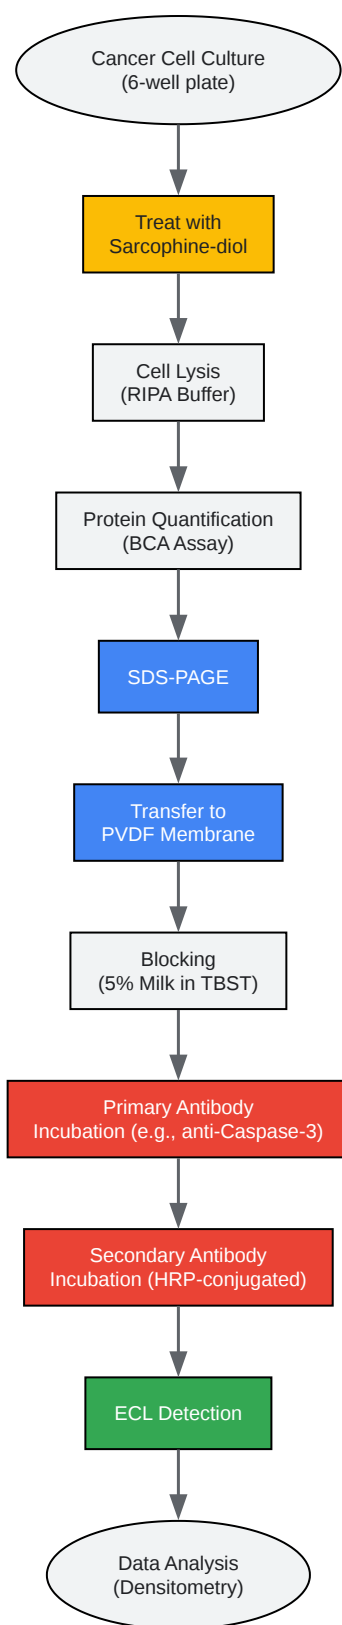 Cancer Cell Culture
(6-well plate)
Treat with
Sarcophine-diol
Cell Lysis
(RIPA Buffer)
Protein Quantification
(BCA Assay)
SDS-PAGE
Transfer to
PVDF Membrane
Blocking
(5% Milk in TBST)
Primary Antibody
Incubation (e.g., anti-Caspase-3)
Secondary Antibody
Incubation (HRP-conjugated)
ECL Detection
Data Analysis
(Densitometry)